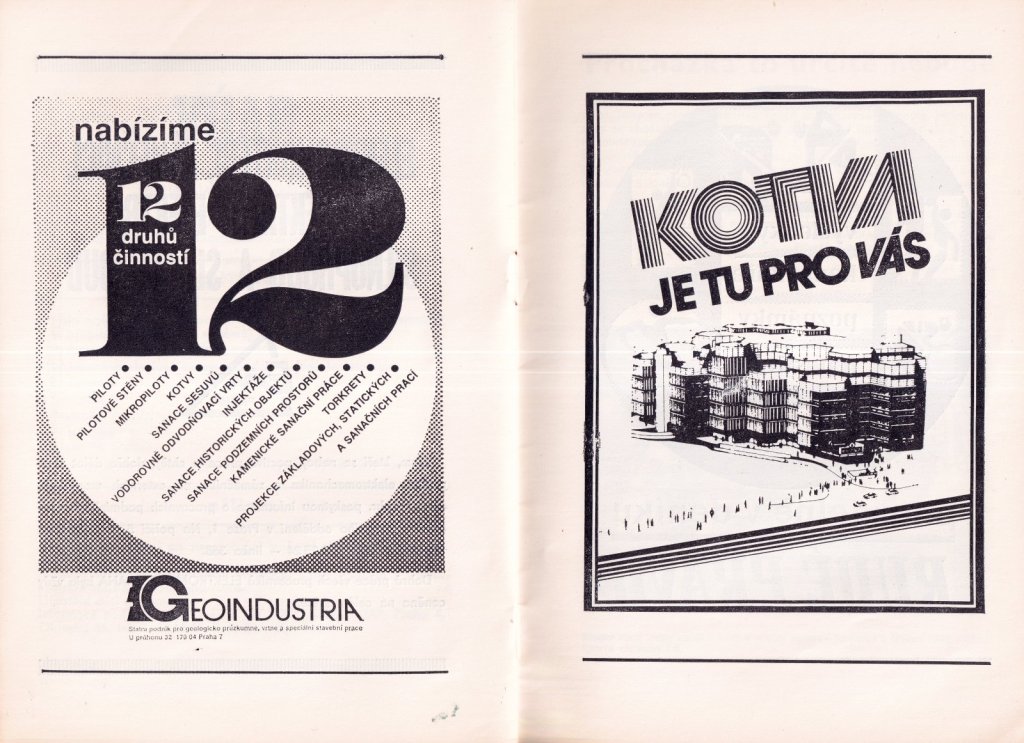 nabízíme
12
12
druhů
činností
PILOTY
PILOTOVÉ STĚNY
MIKROPILOTY
KOTVY
SANACE SESUVŮ
VODOROVNÉ ODVODŇOVACÍ VRTY
INJEKTÁŽE
SANACE HISTORICKÝCH OBJEKTŮ
SANACE PODZEMNÍCH PROSTORŮ
KAMENICKÉ SANAČNÍ PRÁCE
TORKRETY
PROJEKCE ZÁKLADOVÝCH, STATICKÝCH
A SANAČNÍCH PRACÍ
GEOINDUSTRIA
Státní podnik pro geologicko průzkumné, vrtné a speciální stavební práce
U průhonu 32 170 04 Praha 7
KOTVA
JE TU PRO VÁS